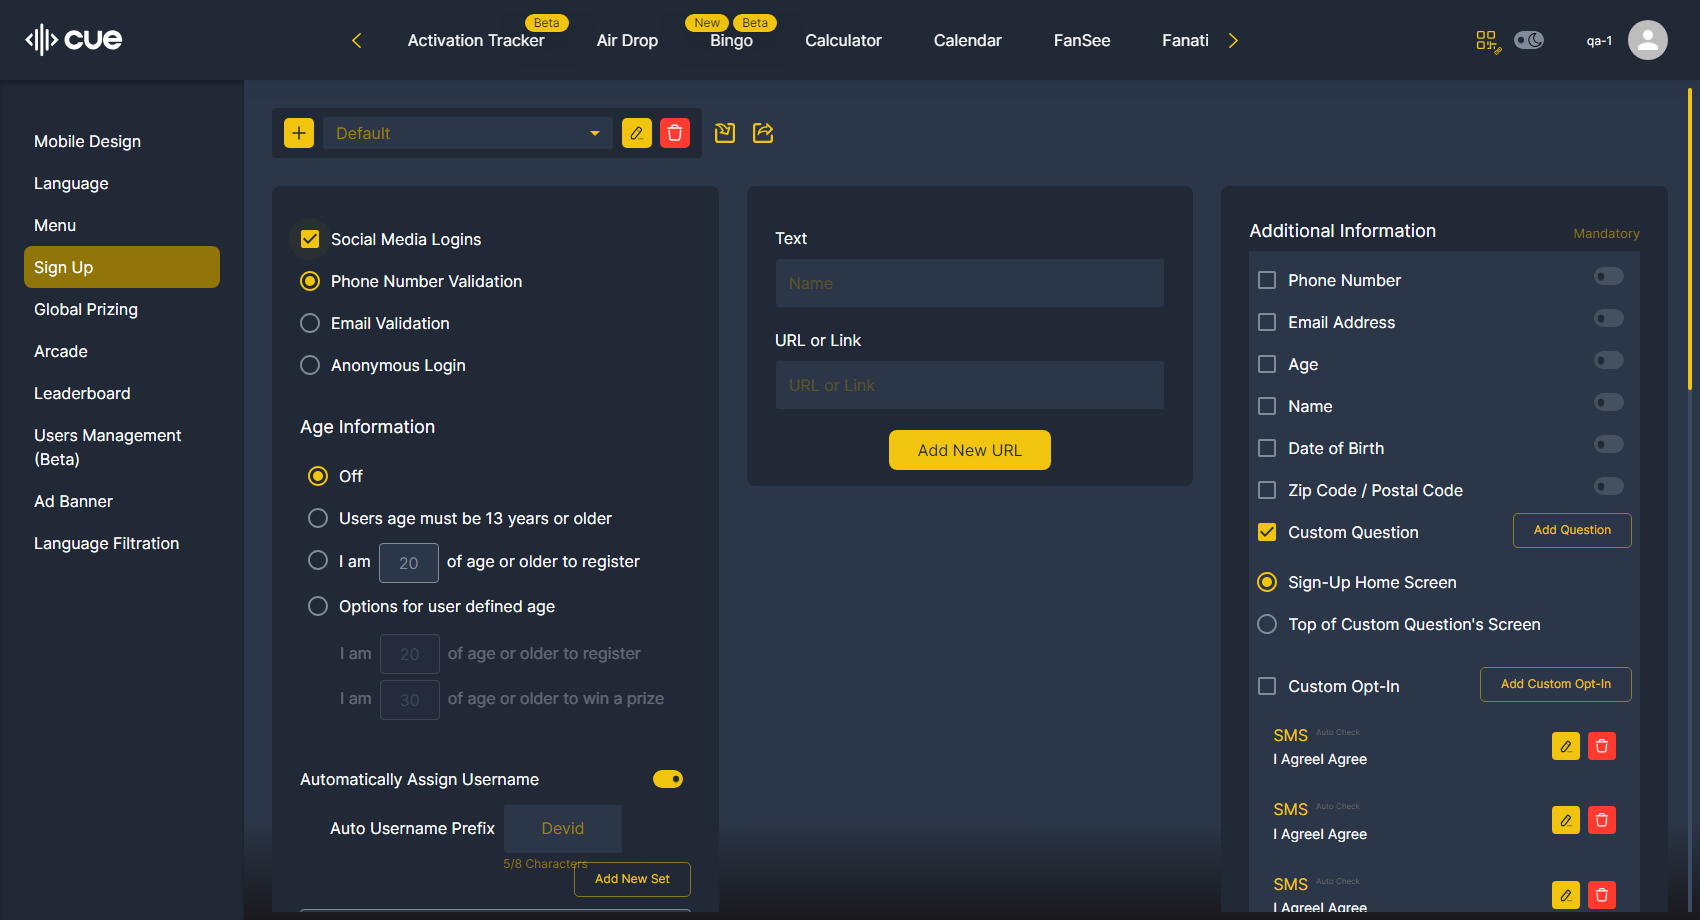 cue
Beta
New
Beta
Activation Tracker
Air Drop
Bingo
Calculator
Calendar
FanSee
Fanati
qa-1
Mobile Design
Language
Menu
Sign Up
Global Prizing
Arcade
Leaderboard
Users Management
(Beta)
Ad Banner
Language Filtration
Default
Social Media Logins
Phone Number Validation
Email Validation
Anonymous Login
Age Information
Off
Users age must be 13 years or older
I am 20 of age or older to register
Options for user defined age
I am 20 of age or older to register
I am 30 of age or older to win a prize
Automatically Assign Username
Auto Username Prefix Devid
5/8 Characters
Add New Set
Text
Name
URL or Link
URL or Link
Add New URL
Additional Information
Mandatory
Phone Number
Email Address
Age
Name
Date of Birth
Zip Code / Postal Code
Custom Question
Add Question
Sign-Up Home Screen
Top of Custom Question's Screen
Custom Opt-In
Add Custom Opt-In
SMS Auto Check
I AgreeI Agree
SMS Auto Check
I AgreeI Agree
SMS Auto Check
I AgreeI Agree